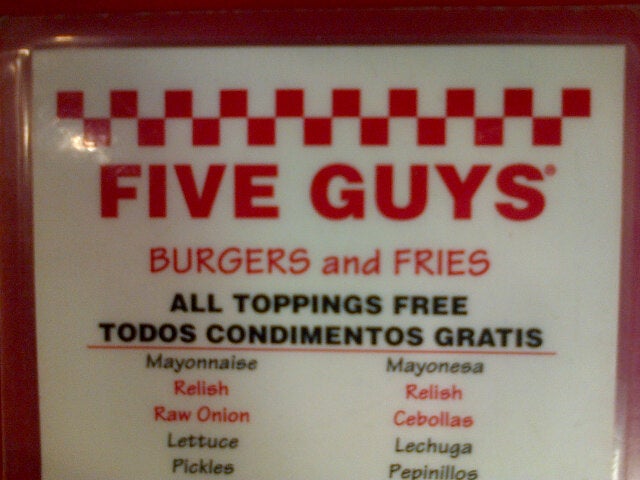 FIVE GUYS®
BURGERS and FRIES
ALL TOPPINGS FREE
TODOS CONDIMENTOS GRATIS
Mayonnaise Mayonesa
Relish Relish
Raw Onion Cebollas
Lettuce Lechuga
Pickles Pepinillos